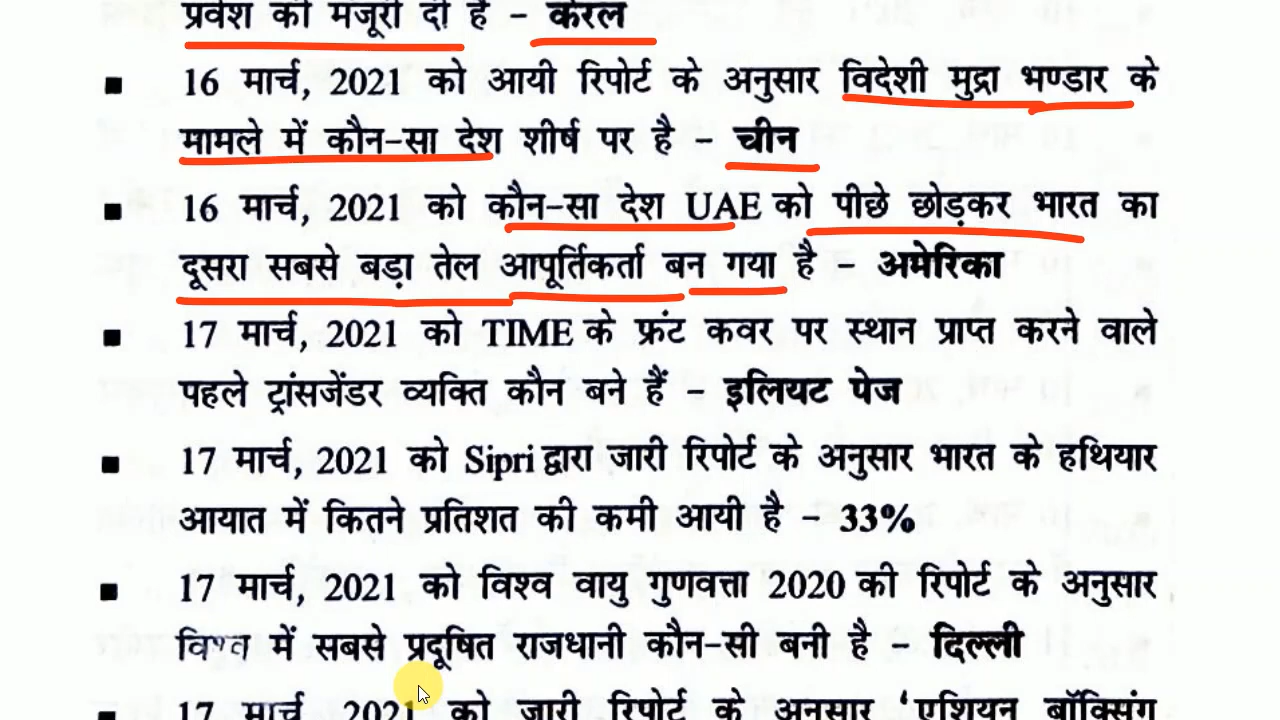 प्रवेश की मंजूरी दी है – केरल
■ 16 मार्च, 2021 को आयी रिपोर्ट के अनुसार विदेशी मुद्रा भण्डार के
मामले में कौन-सा देश शीर्ष पर है – चीन
■ 16 मार्च, 2021 को कौन-सा देश UAE को पीछे छोड़कर भारत का
दूसरा सबसे बड़ा तेल आपूर्तिकर्ता बन गया है – अमेरिका
■ 17 मार्च, 2021 को TIME के फ्रंट कवर पर स्थान प्राप्त करने वाले
पहले ट्रांसजेंडर व्यक्ति कौन बने हैं – इलियट पेज
■ 17 मार्च, 2021 को Sipri द्वारा जारी रिपोर्ट के अनुसार भारत के हथियार
आयात में कितने प्रतिशत की कमी आयी है – 33%
■ 17 मार्च, 2021 को विश्व वायु गुणवत्ता 2020 की रिपोर्ट के अनुसार
विश्व में सबसे प्रदूषित राजधानी कौन-सी बनी है – दिल्ली
■ 17 मार्च, 2021 को जारी रिपोर्ट के अनुसार ‘एशियन बॉक्सिंग